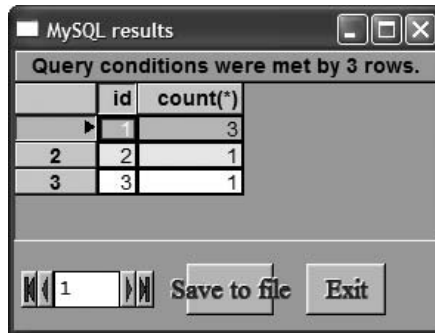 MySQL results
Query conditions were met by 3 rows.
id count(*)
1 3
2 2 1
3 3 1
1 Save to file Exit